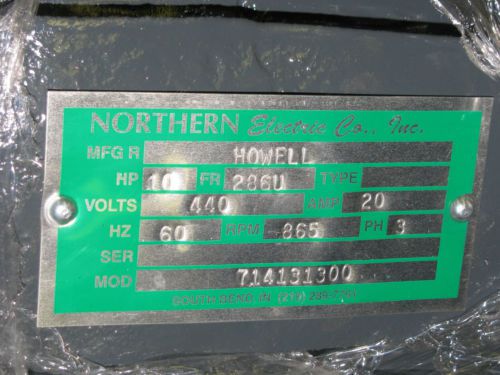 NORTHERN Electric Co., Inc.
MFG R HOWELL
HP 10 FR 286U TYPE
VOLTS 440 AMP 20
HZ 60 RPM 865 PH 3
SER
MOD 714131300
SOUTH BEND, IN (219)